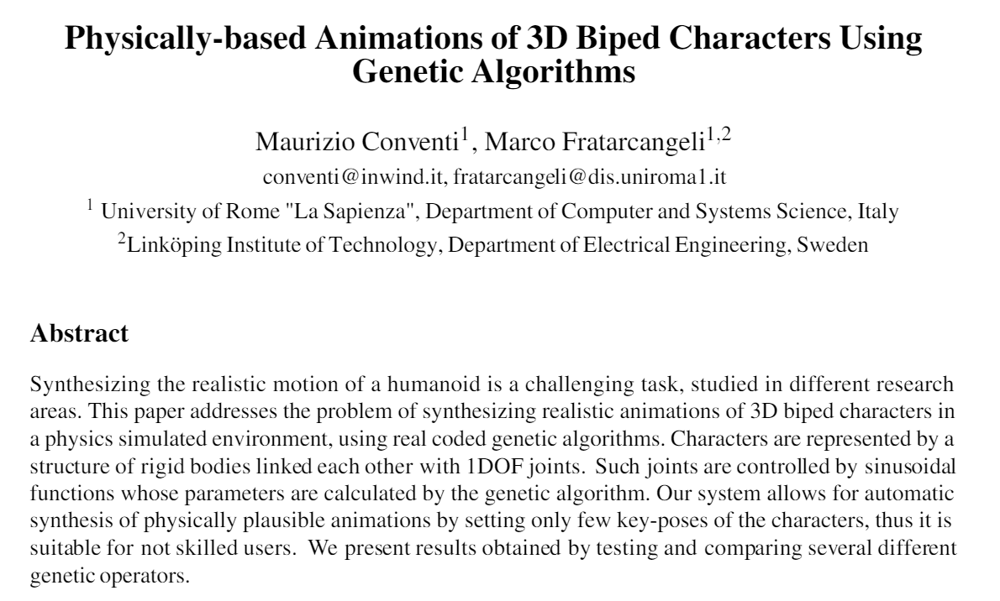 Physically-based Animations of 3D Biped Characters Using
Genetic Algorithms
Maurizio Conventi1, Marco Fratarcangeli1,2
conventi@inwind.it, fratarcangeli@dis.uniroma1.it
1 University of Rome "La Sapienza", Department of Computer and Systems Science, Italy
2Linköping Institute of Technology, Department of Electrical Engineering, Sweden
Abstract
Synthesizing the realistic motion of a humanoid is a challenging task, studied in different research
areas. This paper addresses the problem of synthesizing realistic animations of 3D biped characters in
a physics simulated environment, using real coded genetic algorithms. Characters are represented by a
structure of rigid bodies linked each other with 1DOF joints. Such joints are controlled by sinusoidal
functions whose parameters are calculated by the genetic algorithm. Our system allows for automatic
synthesis of physically plausible animations by setting only few key-poses of the characters, thus it is
suitable for not skilled users. We present results obtained by testing and comparing several different
genetic operators.